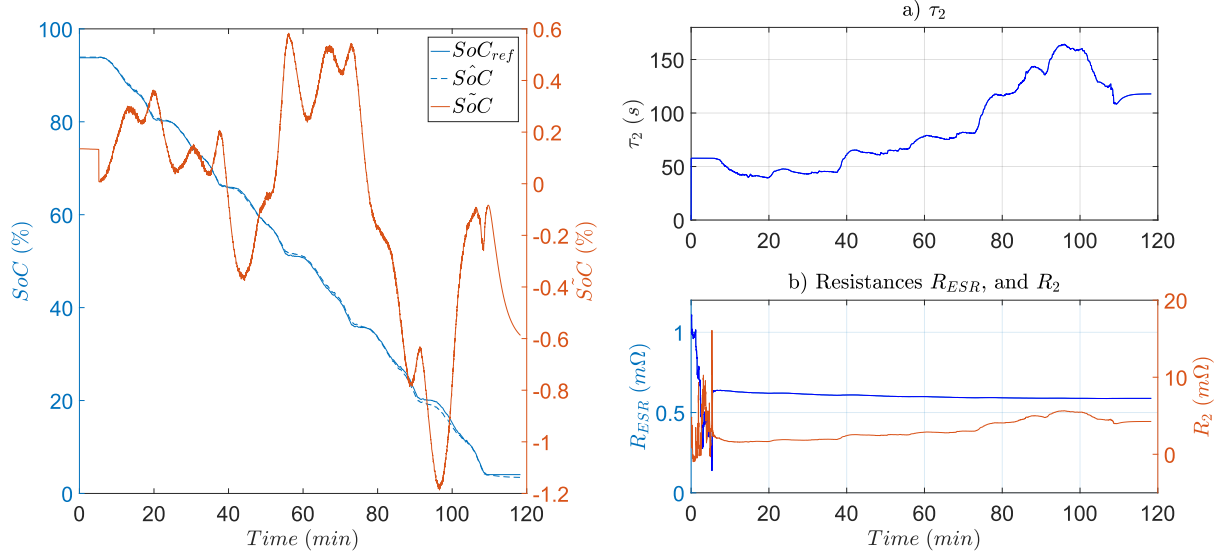 100
80
60
40
20
0
SoC (%)
0 20 40 60 80 100 120
Time (min)
0.6
0.4
0.2
0
-0.2
-0.4
-0.6
-0.8
-1
-1.2
SõC (%)
SoC_ref
SôC
SõC
a) τ₂
150
100
50
0
τ₂ (s)
0 20 40 60 80 100 120
b) Resistances R_ESR, and R₂
1
0.5
0
R_ESR (mΩ)
20
10
0
R₂ (mΩ)
0 20 40 60 80 100 120
Time (min)